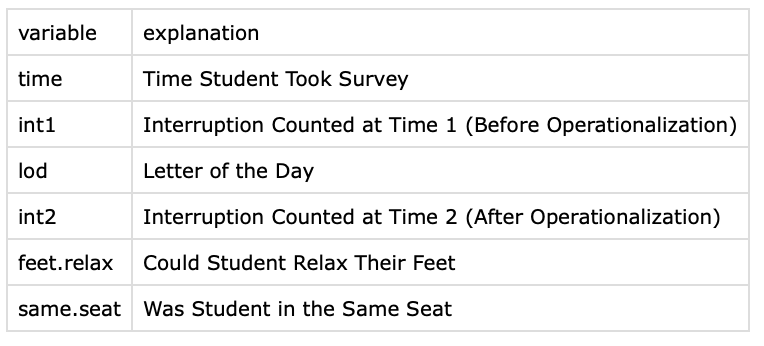 variable explanation
time Time Student Took Survey
int1 Interruption Counted at Time 1 (Before Operationalization)
lod Letter of the Day
int2 Interruption Counted at Time 2 (After Operationalization)
feet.relax Could Student Relax Their Feet
same.seat Was Student in the Same Seat